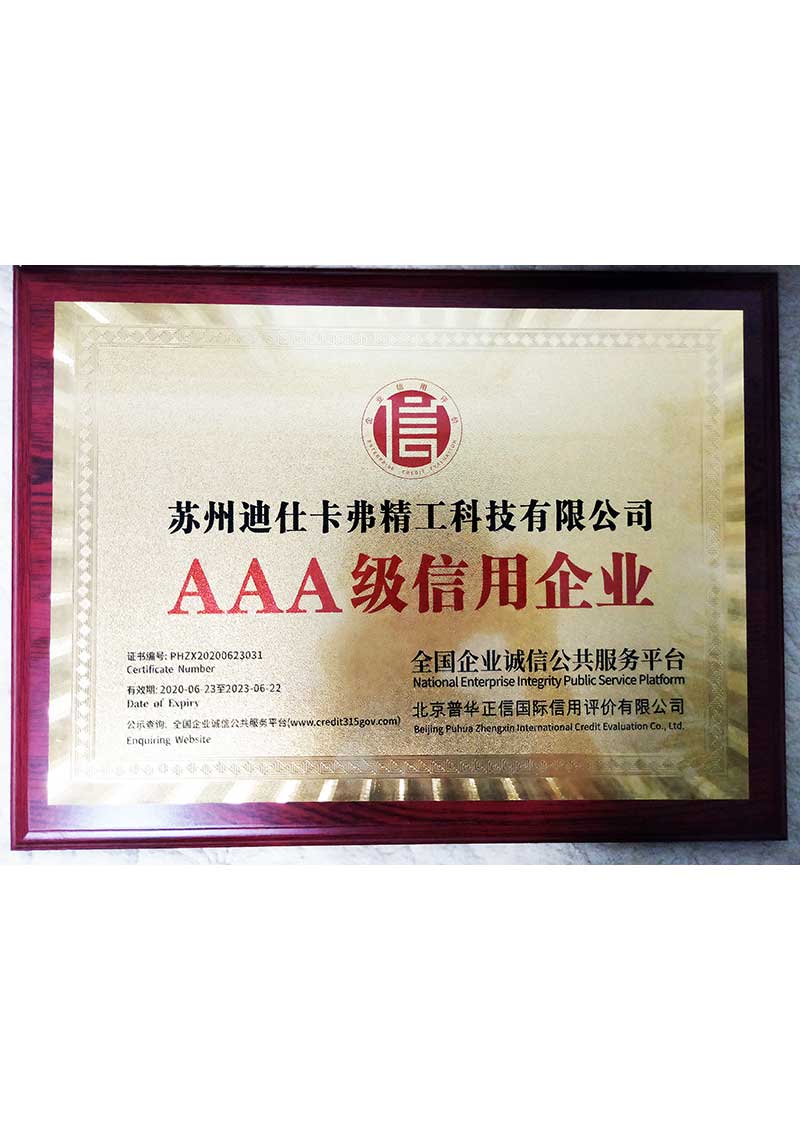 企业信用评价
信
ENTERPRISE CREDIT EVALUATION
苏州迪仕卡弗精工科技有限公司
AAA级信用企业
证书编号: PHZX20200623031
Certificate Number
有效期: 2020-06-23至2023-06-22
Date of Expiry
公示查询: 全国企业诚信公共服务平台(www.credit315gov.com)
Enquiring Website
全国企业诚信公共服务平台
National Enterprise Integrity Public Service Platform
北京普华正信国际信用评价有限公司
Beijing Puhua Zhengxin International Credit Evaluation Co., Ltd.